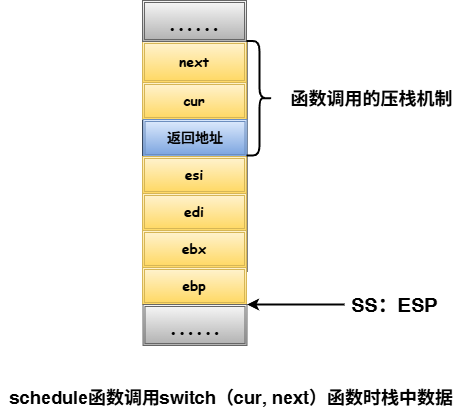 ······
next
cur
返回地址
函数调用的压栈机制
esi
edi
ebx
ebp
SS：ESP
······
schedule函数调用switch（cur, next）函数时栈中数据